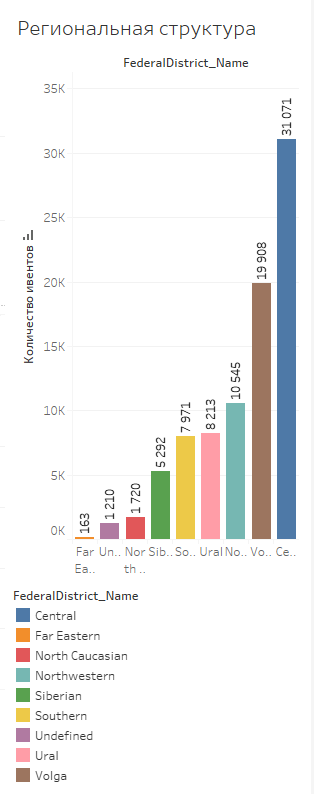 Региональная структура
FederalDistrict_Name
Количество ивентов
35K
30K
25K
20K
15K
10K
5K
0K
163
1 210
1 720
5 292
7 971
8 213
10 545
19 908
31 071
Far Ea..
Un..
Nor th ..
Sib..
So..
Ural
No..
Vo..
Ce..
FederalDistrict_Name
Central
Far Eastern
North Caucasian
Northwestern
Siberian
Southern
Undefined
Ural
Volga